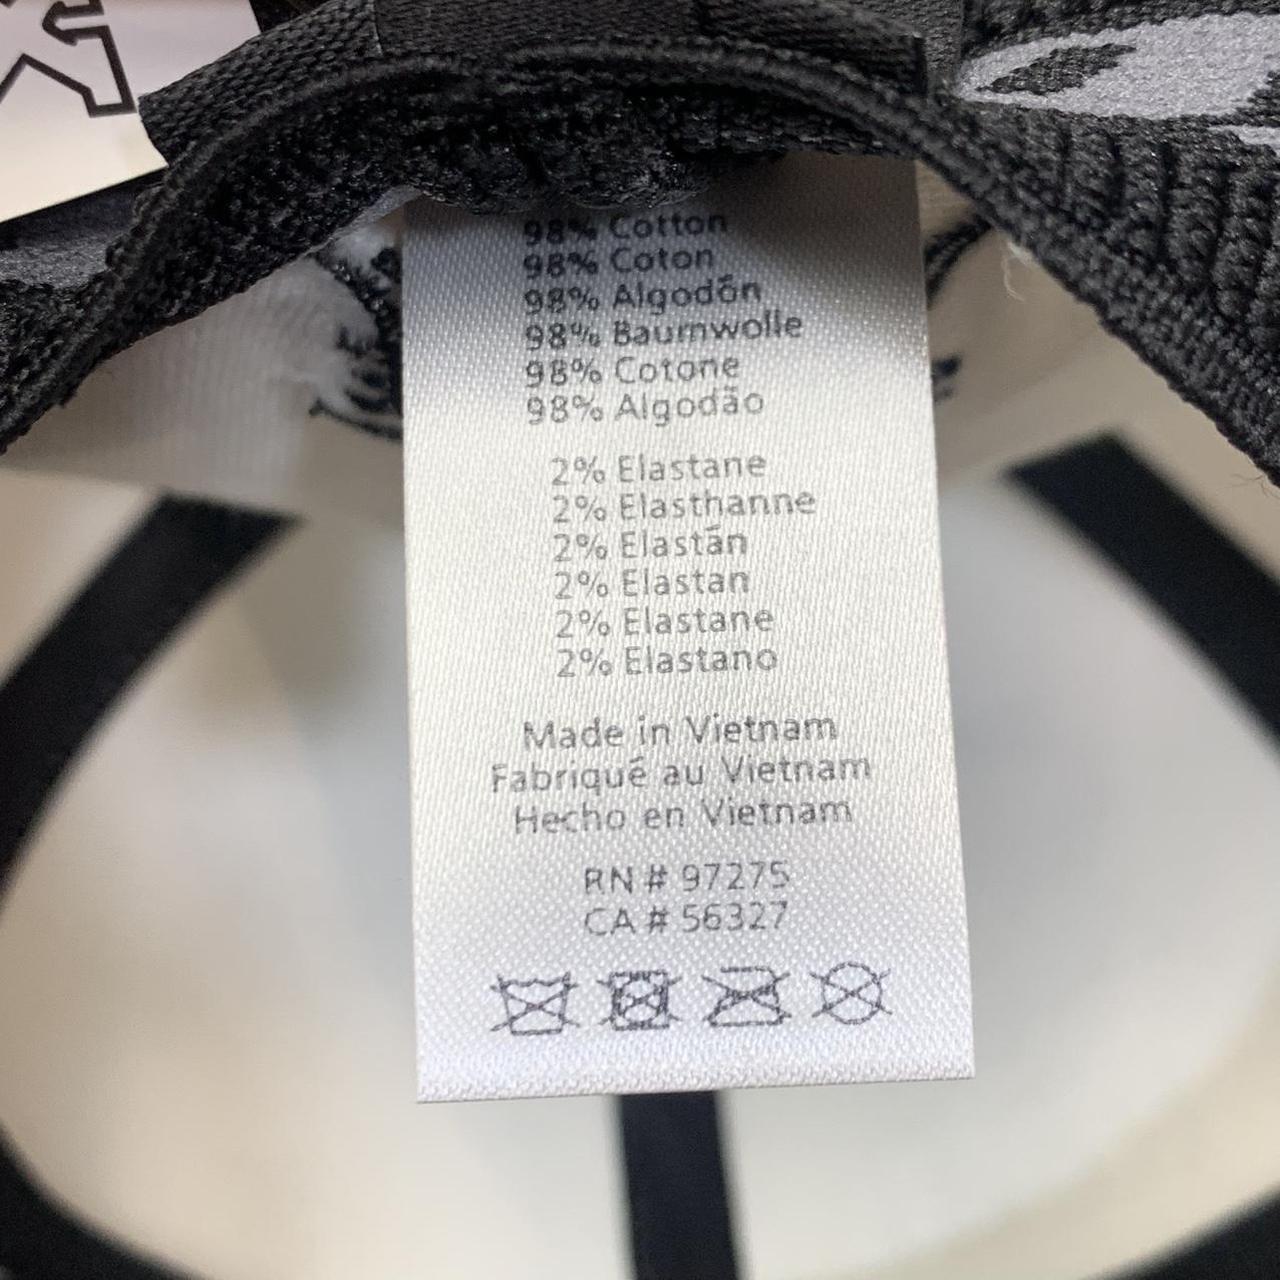 98% Cotton
98% Coton
98% Algodón
98% Baumwolle
98% Cotone
98% Algodão
2% Elastane
2% Elasthanne
2% Elastán
2% Elastan
2% Elastane
2% Elastano
Made in Vietnam
Fabriqué au Vietnam
Hecho en Vietnam
RN # 97275
CA # 56327